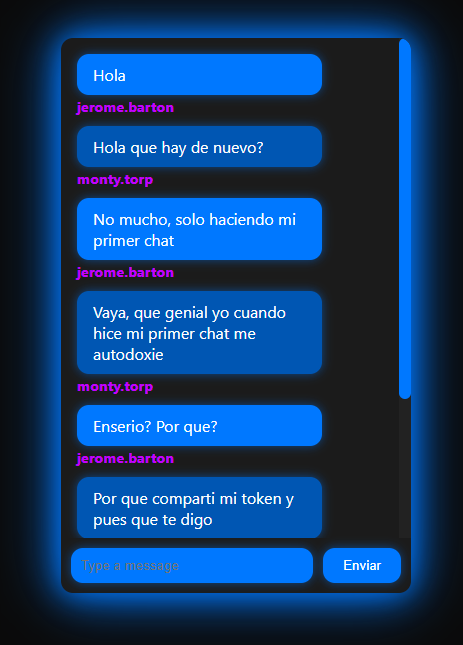 Hola
jerome.barton
Hola que hay de nuevo?
monty.torp
No mucho, solo haciendo mi
primer chat
jerome.barton
Vaya, que genial yo cuando
hice mi primer chat me
autodoxie
monty.torp
Enserio? Por que?
jerome.barton
Por que comparti mi token y
pues que te digo
Type a message
Enviar